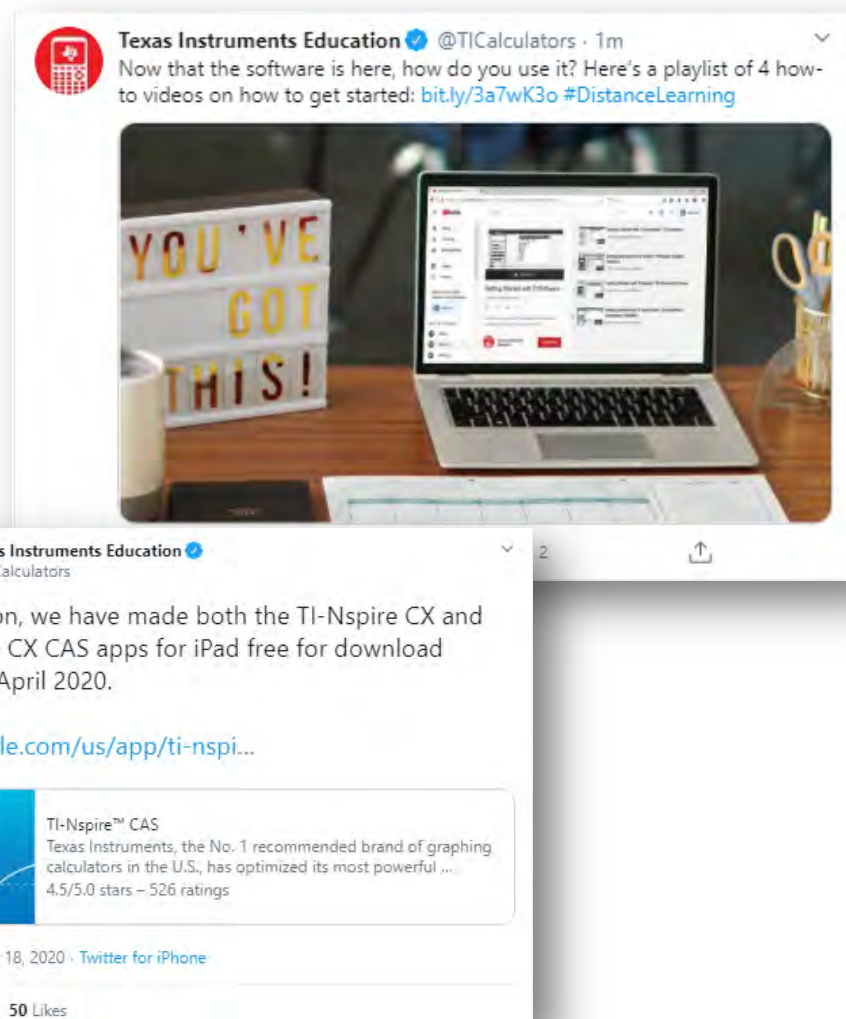 Texas Instruments Education @TICalculators · 1m
Now that the software is here, how do you use it? Here's a playlist of 4 how-
to videos on how to get started: bit.ly/3a7wK3o #DistanceLearning
YOU'VE
GOT
THIS!
2
s Instruments Education
alculators
on, we have made both the TI-Nspire CX and
CX CAS apps for iPad free for download
April 2020.
le.com/us/app/ti-nspi...
TI-Nspire™ CAS
Texas Instruments, the No. 1 recommended brand of graphing
calculators in the U.S., has optimized its most powerful ...
4.5/5.0 stars – 526 ratings
18, 2020 · Twitter for iPhone
50 Likes